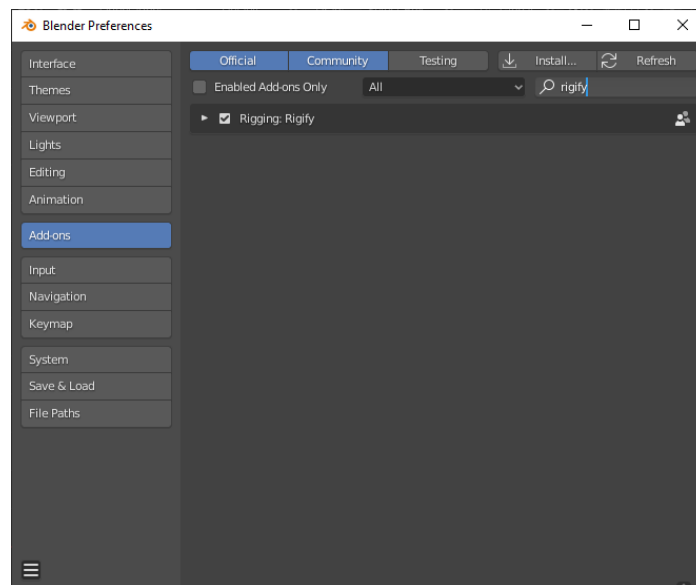 Blender Preferences
Interface
Themes
Viewport
Lights
Editing
Animation
Add-ons
Input
Navigation
Keymap
System
Save & Load
File Paths
Official Community Testing Install... Refresh
Enabled Add-ons Only All rigify
Rigging: Rigify